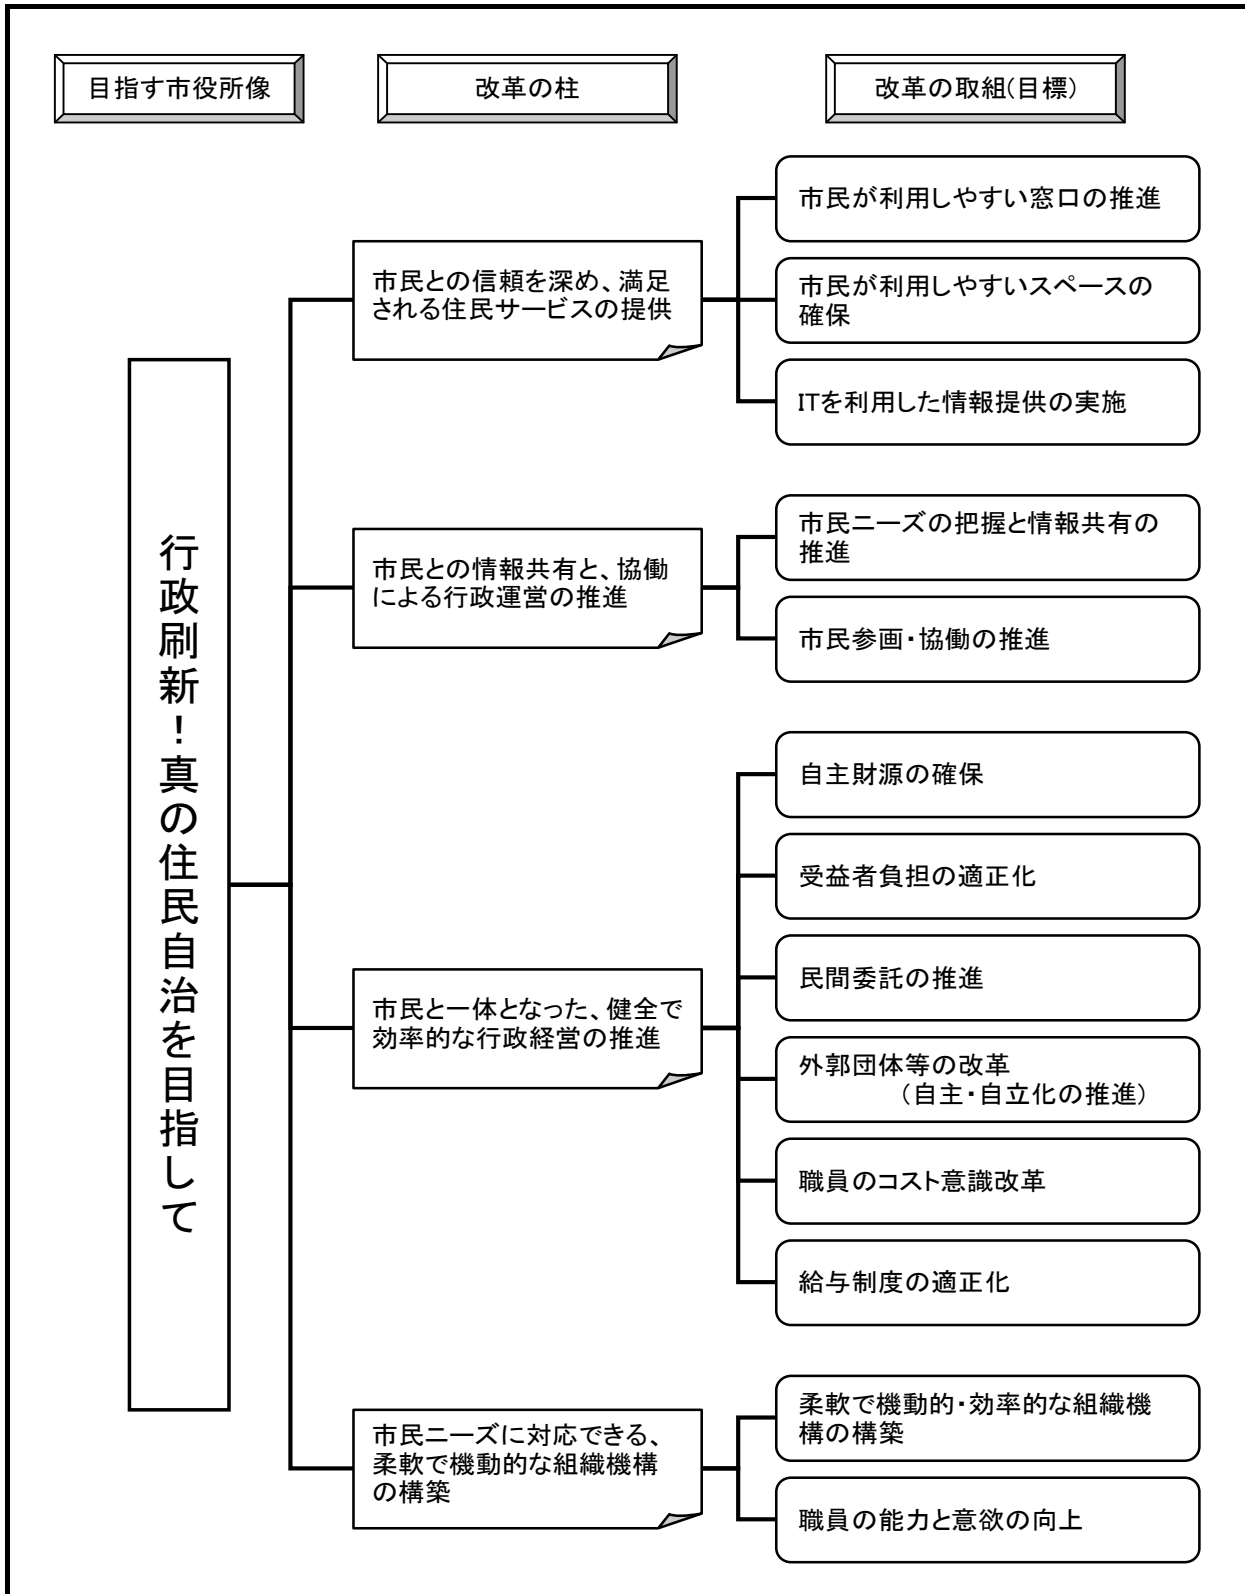 目指す市役所像
改革の柱
改革の取組(目標)
行政刷新！真の住民自治を目指して
市民との信頼を深め、満足
される住民サービスの提供
市民が利用しやすい窓口の推進
市民が利用しやすいスペースの
確保
ITを利用した情報提供の実施
市民との情報共有と、協働
による行政運営の推進
市民ニーズの把握と情報共有の
推進
市民参画・協働の推進
市民と一体となった、健全で
効率的な行政経営の推進
自主財源の確保
受益者負担の適正化
民間委託の推進
外郭団体等の改革
（自主・自立化の推進）
職員のコスト意識改革
給与制度の適正化
市民ニーズに対応できる、
柔軟で機動的な組織機構
の構築
柔軟で機動的・効率的な組織機
構の構築
職員の能力と意欲の向上